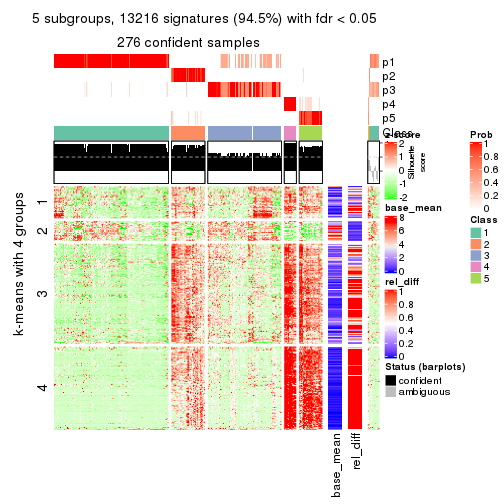 5 subgroups, 13216 signatures (94.5%) with fdr < 0.05
276 confident samples
p1
p2
p3
p4
p5
Class
Silhouette
score
k-means with 4 groups
1
2
3
4
base_mean
rel_diff
z-score
2
1
0
-1
-2
base_mean
8
6
4
2
0
rel_diff
1
0.8
0.6
0.4
0.2
0
Status (barplots)
confident
ambiguous
Prob
1
0.8
0.6
0.4
0.2
0
Class
1
2
3
4
5